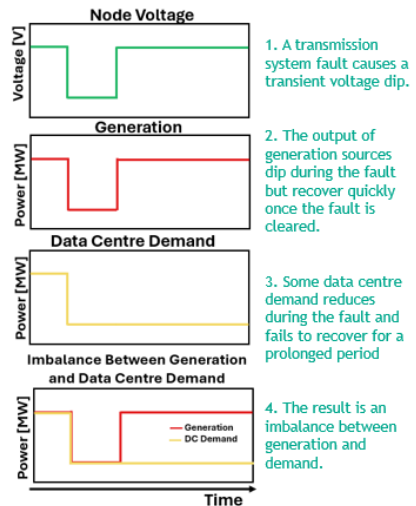 Node Voltage
Voltage [V]
1. A transmission
system fault causes a
transient voltage dip.
Generation
Power [MW]
2. The output of
generation sources
dip during the fault
but recover quickly
once the fault is
cleared.
Data Centre Demand
Power [MW]
3. Some data centre
demand reduces
during the fault and
fails to recover for a
prolonged period
Imbalance Between Generation
and Data Centre Demand
Power [MW]
Generation
DC Demand
4. The result is an
imbalance between
generation and
demand.
Time